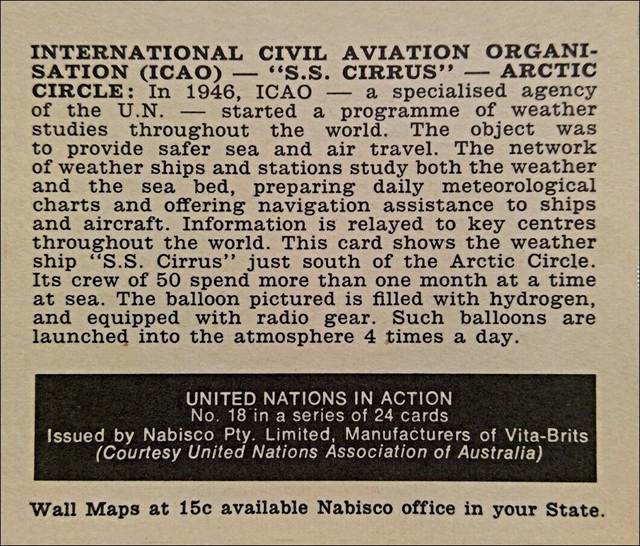 INTERNATIONAL CIVIL AVIATION ORGANI-
SATION (ICAO) — "S.S. CIRRUS" — ARCTIC
CIRCLE: In 1946, ICAO — a specialised agency
of the U.N. — started a programme of weather
studies throughout the world. The object was
to provide safer sea and air travel. The network
of weather ships and stations study both the weather
and the sea bed, preparing daily meteorological
charts and offering navigation assistance to ships
and aircraft. Information is relayed to key centres
throughout the world. This card shows the weather
ship "S.S. Cirrus" just south of the Arctic Circle.
Its crew of 50 spend more than one month at a time
at sea. The balloon pictured is filled with hydrogen,
and equipped with radio gear. Such balloons are
launched into the atmosphere 4 times a day.
UNITED NATIONS IN ACTION
No. 18 in a series of 24 cards
Issued by Nabisco Pty. Limited, Manufacturers of Vita-Brits
(Courtesy United Nations Association of Australia)
Wall Maps at 15c available Nabisco office in your State.